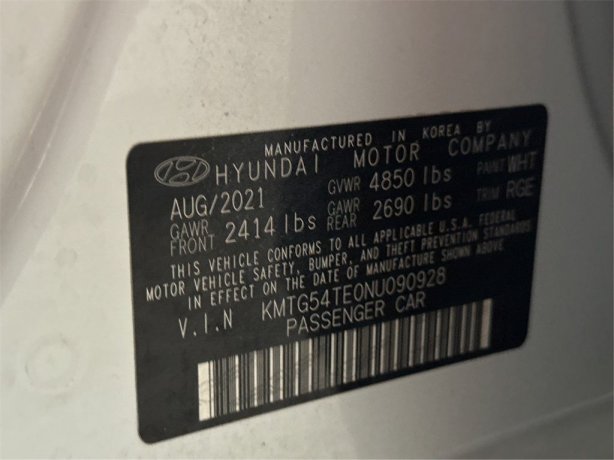 MANUFACTURED IN KOREA BY
HYUNDAI MOTOR COMPANY
AUG/2021 GVWR 4850 lbs PAINT WHT
GAWR FRONT 2414 lbs GAWR REAR 2690 lbs TRIM RGE
THIS VEHICLE CONFORMS TO ALL APPLICABLE U.S.A. FEDERAL
MOTOR VEHICLE SAFETY, BUMPER, AND THEFT PREVENTION STANDARDS
IN EFFECT ON THE DATE OF MANUFACTURE SHOWN ABOVE
V.I.N KMTG54TE0NU090928
PASSENGER CAR